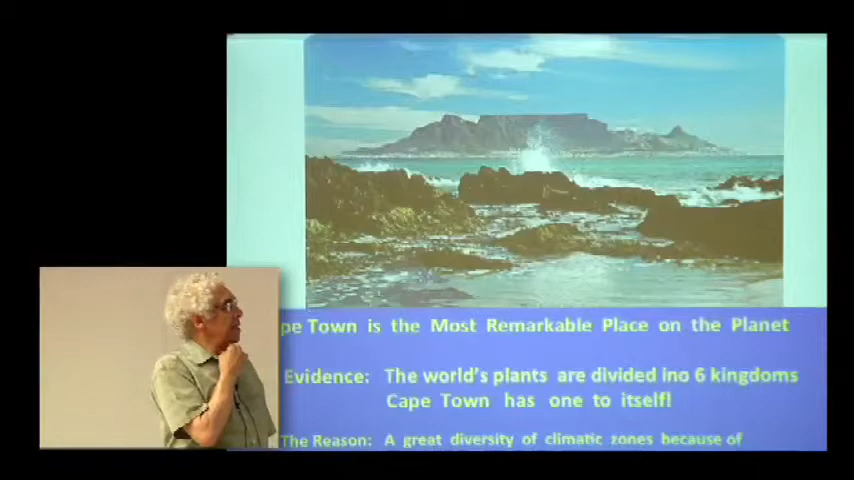 pe Town is the Most Remarkable Place on the Planet
Evidence: The world's plants are divided ino 6 kingdoms
Cape Town has one to itself!
The Reason: A great diversity of climatic zones because of